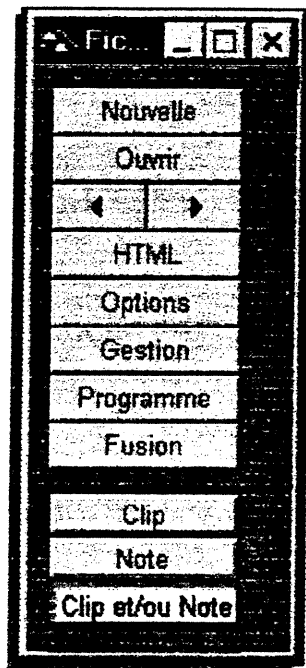 Fic...
Nouvelle
Ouvrir
HTML
Options
Gestion
Programme
Fusion
Clip
Note
Clip et/ou Note